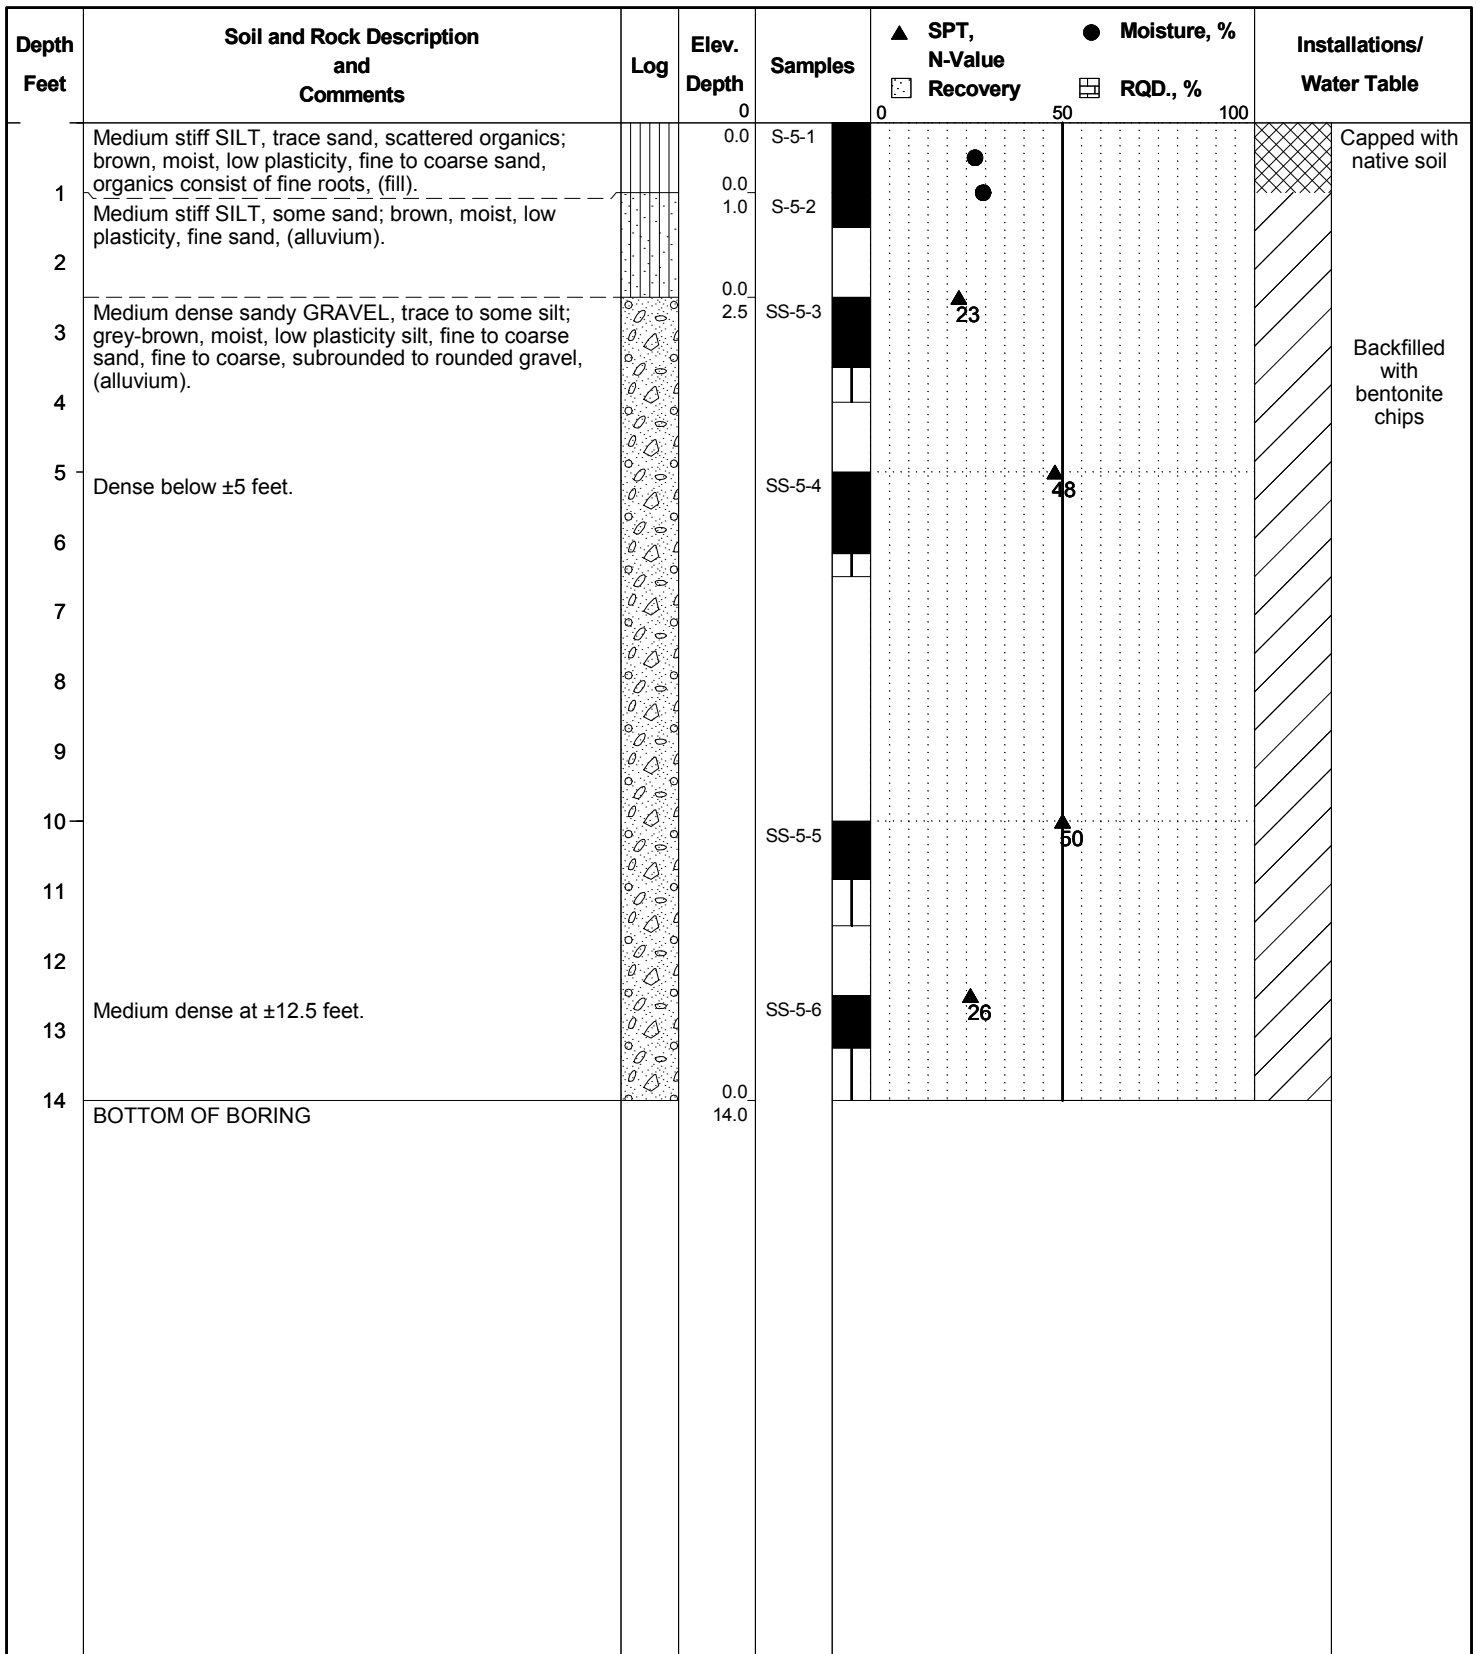 Depth
Feet
Soil and Rock Description
and
Comments
Log
Elev.
Depth
0
Samples
▲ SPT,
N-Value
● Moisture, %
Recovery
RQD., %
0 50 100
Installations/
Water Table
Medium stiff SILT, trace sand, scattered organics;
brown, moist, low plasticity, fine to coarse sand,
organics consist of fine roots, (fill).
0.0
S-5-1
Capped with
native soil
1
0.0
1.0
S-5-2
Medium stiff SILT, some sand; brown, moist, low
plasticity, fine sand, (alluvium).
2
0.0
2.5
SS-5-3
23
Medium dense sandy GRAVEL, trace to some silt;
grey-brown, moist, low plasticity silt, fine to coarse
sand, fine to coarse, subrounded to rounded gravel,
(alluvium).
3
Backfilled
with
bentonite
chips
4
5
Dense below ±5 feet.
SS-5-4
48
6
7
8
9
10
SS-5-5
50
11
12
Medium dense at ±12.5 feet.
SS-5-6
26
13
14
0.0
14.0
BOTTOM OF BORING